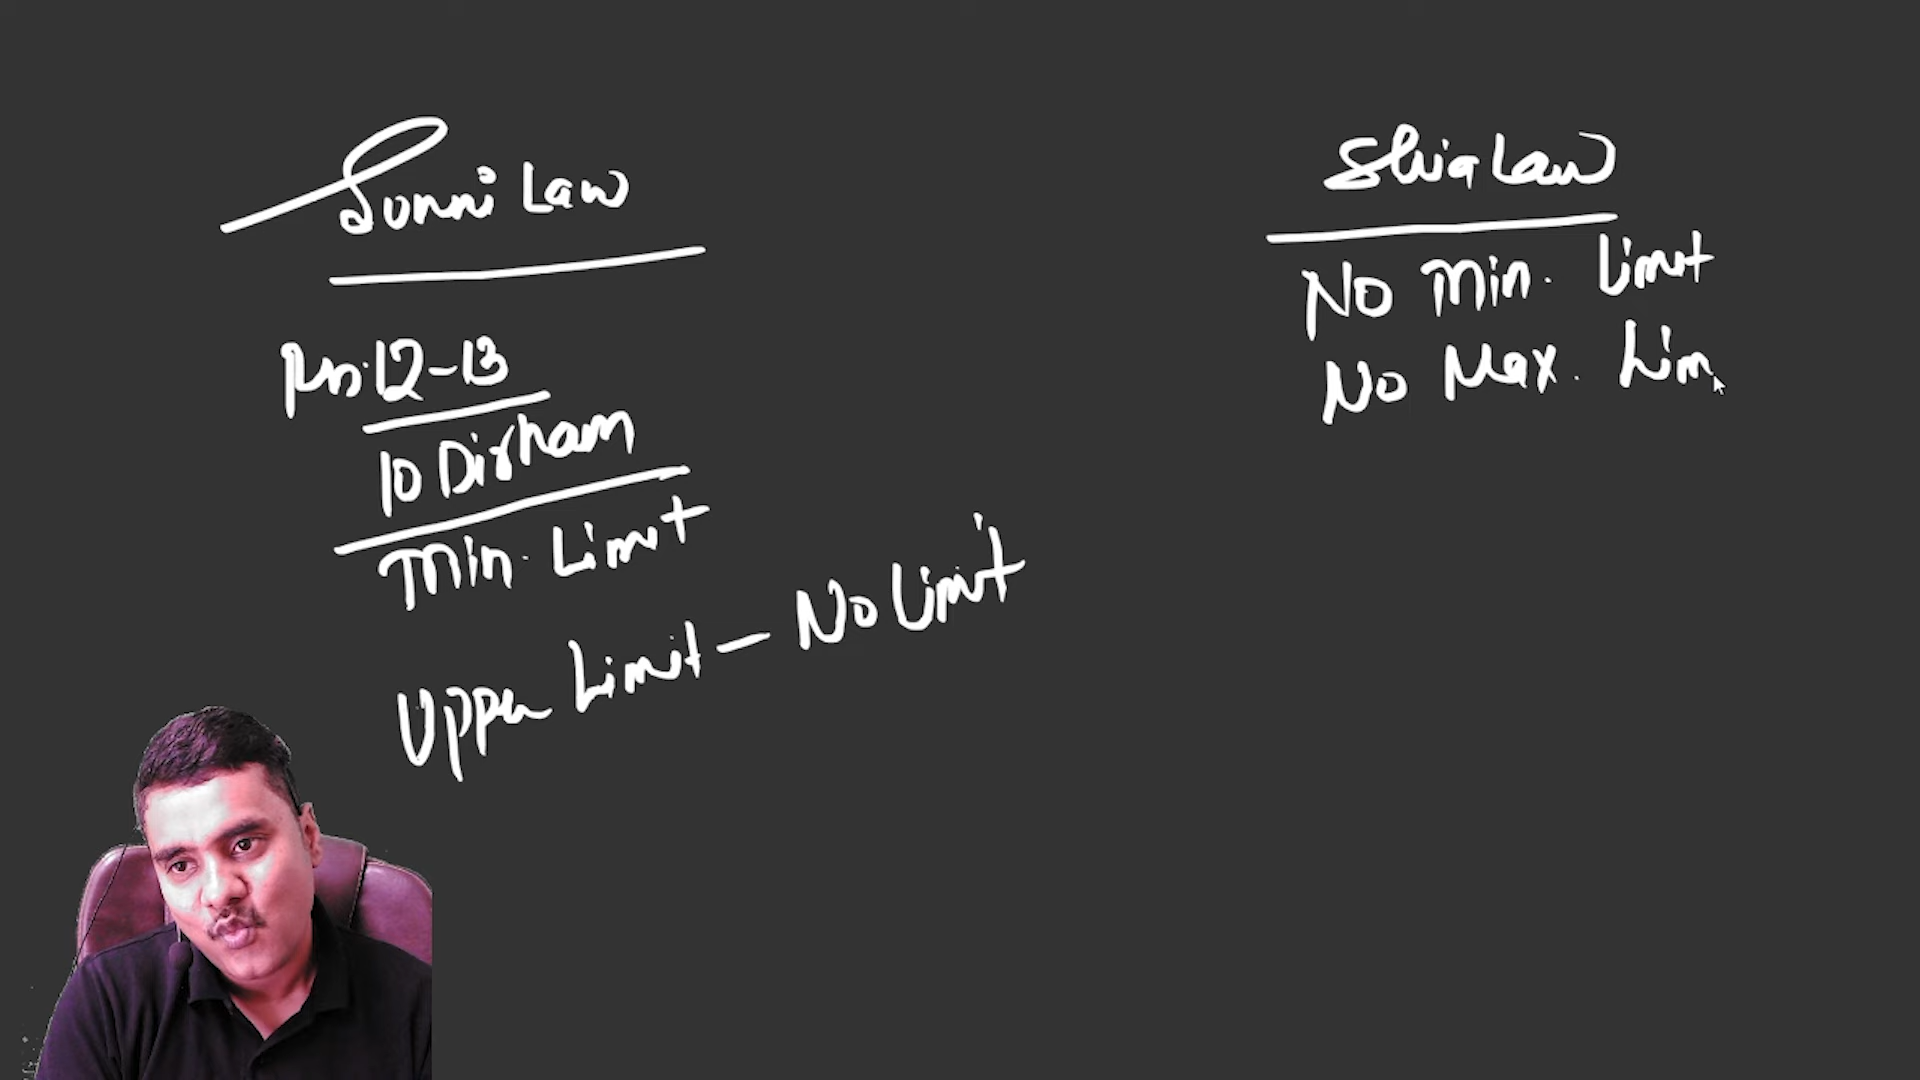 Sunni Law
Rs. 12-13
10 Dirham
Min. Limit
Upper Limit - No Limit
Shia Law
No Min. Limit
No Max. Lim